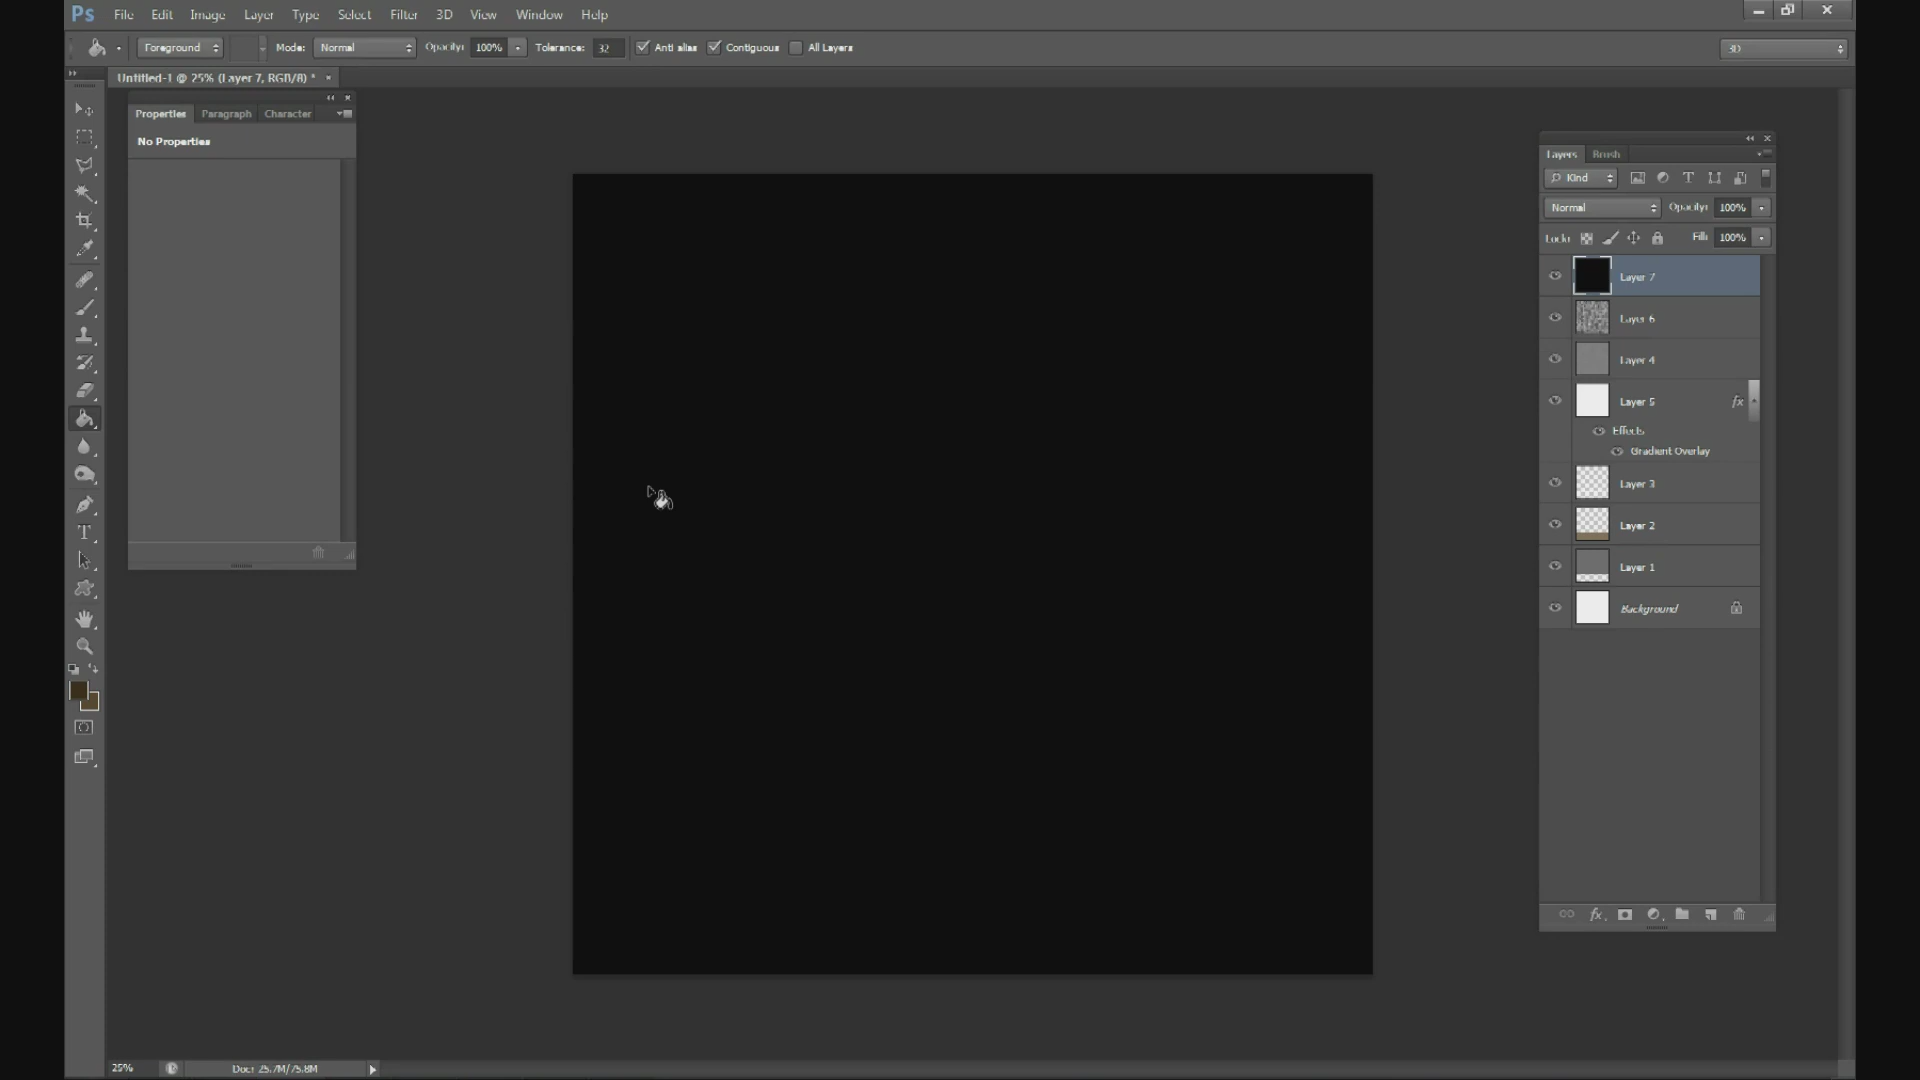 Ps File Edit Image Layer Type Select Filter 3D View Window Help
Foreground Mode: Normal Opacity: 100% Tolerance: 32 Anti-alias Contiguous All Layers 3D
Untitled-1 @ 25% (Layer 7, RGB/8) * ×
Properties Paragraph Character
No Properties
Layers Brush
Kind T
Normal Opacity: 100%
Lock: Fill: 100%
Layer 7
Layer 6
Layer 4
Layer 5 fx
Effects
Gradient Overlay
Layer 3
Layer 2
Layer 1
Background
fx
T
25% Doc: 25.7M/75.8M